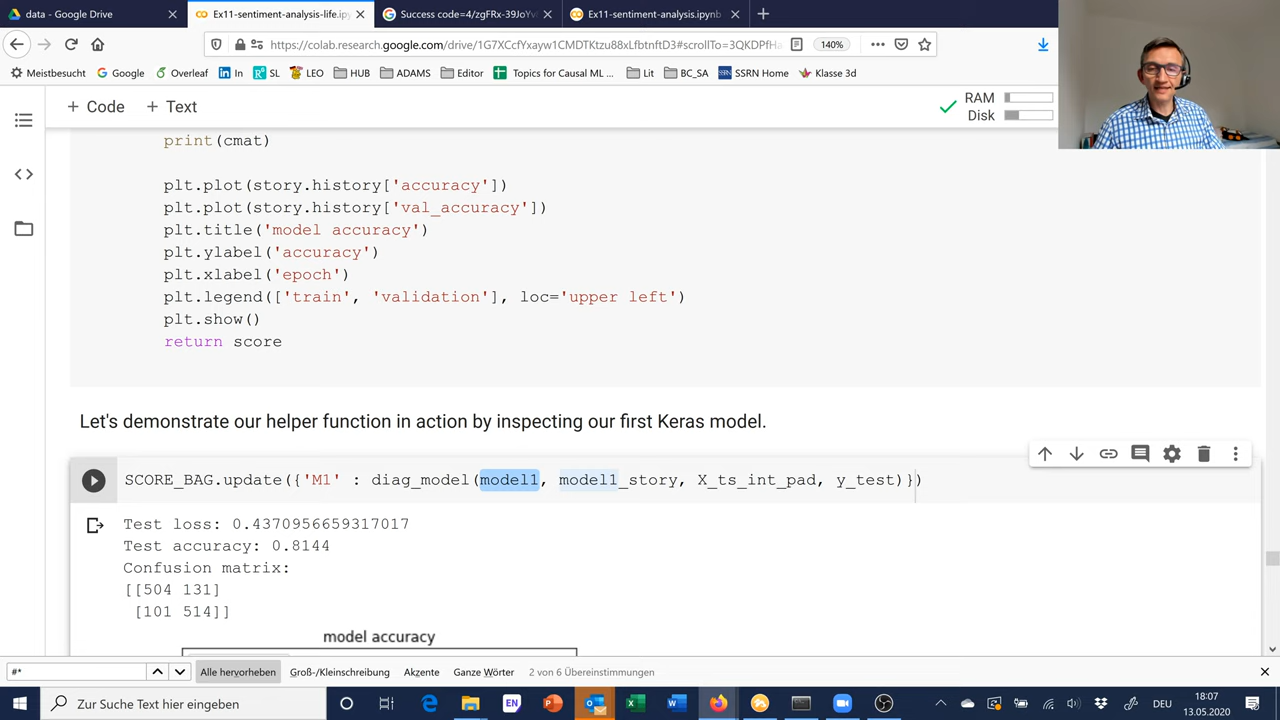 data - Google Drive
Ex11-sentiment-analysis-life.ipy
Success code=4/zgFRx-39JoYv
Ex11-sentiment-analysis.ipynb
https://colab.research.google.com/drive/1G7XCcfYxayw1CMDTKtzu88xLfbtnftD3#scrollTo=3QKDPfHa
140%
Meistbesucht
Google
Overleaf
In
RS
LEO
HUB
ADAMS
Editor
Topics for Causal ML ...
Lit
BC_SA
SSRN Home
Klasse 3d
+ Code
+ Text
RAM
Disk
print(cmat)
plt.plot(story.history['accuracy'])
plt.plot(story.history['val_accuracy'])
plt.title('model accuracy')
plt.ylabel('accuracy')
plt.xlabel('epoch')
plt.legend(['train', 'validation'], loc='upper left')
plt.show()
return score
Let's demonstrate our helper function in action by inspecting our first Keras model.
SCORE_BAG.update({'M1' : diag_model(model1, model1_story, X_ts_int_pad, y_test)})
Test loss: 0.4370956659317017
Test accuracy: 0.8144
Confusion matrix:
[[504 131]
[101 514]]
model accuracy
#*
Alle hervorheben
Groß-/Kleinschreibung
Akzente
Ganze Wörter
2 von 6 Übereinstimmungen
Zur Suche Text hier eingeben
EN
DEU
18:07
13.05.2020